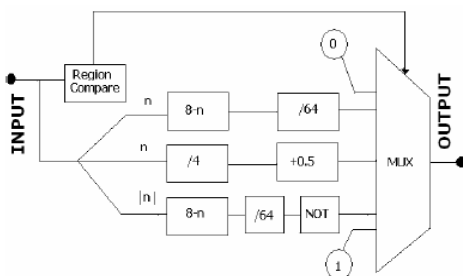 0
Region
Compare
INPUT
n
8-n
/64
n
/4
+0.5
MUX
OUTPUT
|n|
8-n
/64
NOT
1